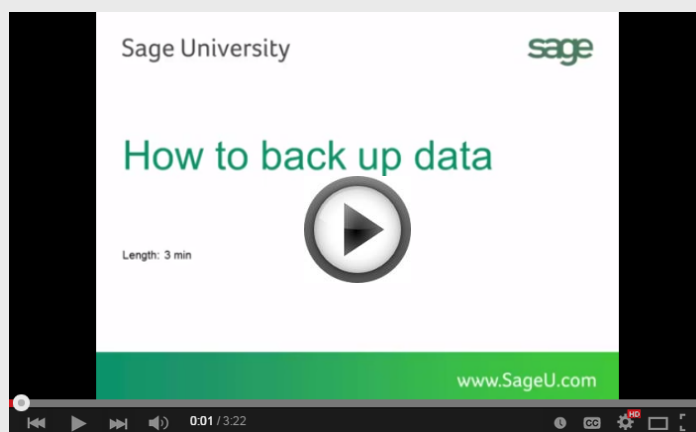 Sage University
sage
How to back up data
Length: 3 min
www.SageU.com
0:01 / 3:22
CC
HD